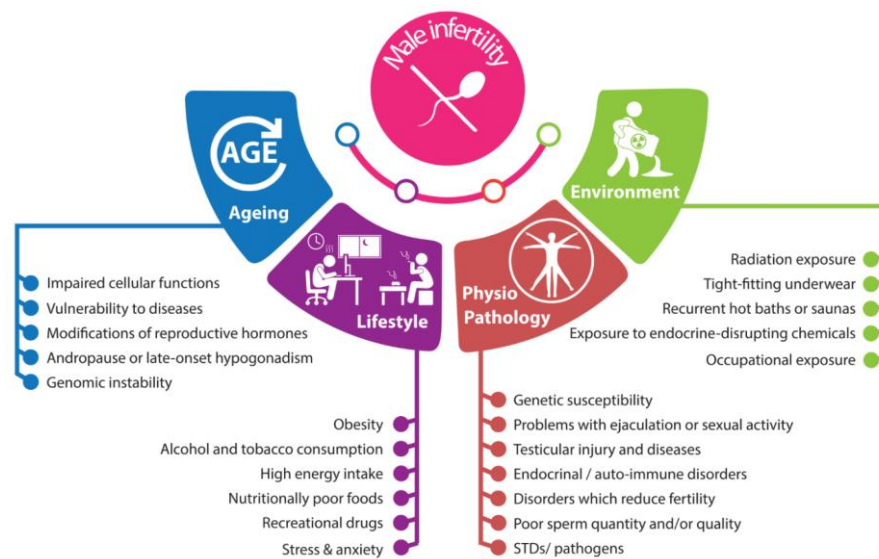 Male infertility
AGE
Ageing
Impaired cellular functions
Vulnerability to diseases
Modifications of reproductive hormones
Andropause or late-onset hypogonadism
Genomic instability
Lifestyle
Obesity
Alcohol and tobacco consumption
High energy intake
Nutritionally poor foods
Recreational drugs
Stress & anxiety
Physio
Pathology
Genetic susceptibility
Problems with ejaculation or sexual activity
Testicular injury and diseases
Endocrinal / auto-immune disorders
Disorders which reduce fertility
Poor sperm quantity and/or quality
STDs/ pathogens
Environment
Radiation exposure
Tight-fitting underwear
Recurrent hot baths or saunas
Exposure to endocrine-disrupting chemicals
Occupational exposure